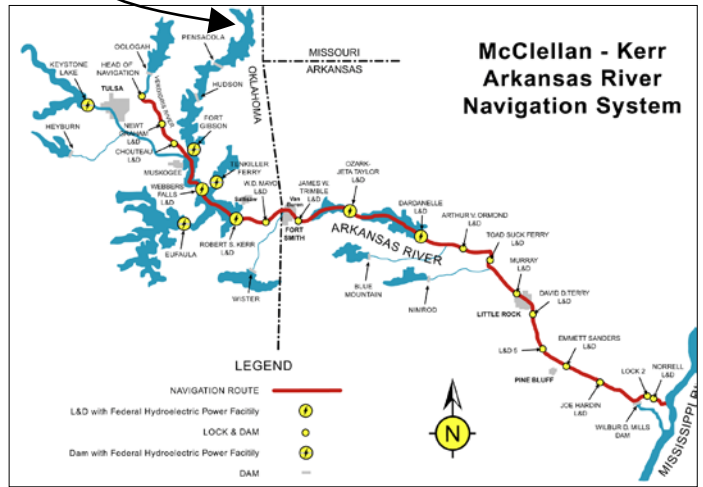 McClellan - Kerr
Arkansas River
Navigation System
MISSOURI
ARKANSAS
OKLAHOMA
PENSACOLA
OOLOGAH
KEYSTONE
LAKE
HEAD OF
NAVIGATION
TULSA
VERDIGRIS RIVER
HUDSON
HEYBURN
NEWT
GRAHAM
L&D
FORT
GIBSON
CHOUTEAU
L&D
MUSKOGEE
TENKILLER
FERRY
WEBBERS
FALLS
L&D
Sallisaw
W.D. MAYO
L&D
Van
Buren
JAMES W.
TRIMBLE
L&D
OZARK-
JETA TAYLOR
L&D
DARDANELLE
L&D
ARTHUR V. ORMOND
L&D
TOAD SUCK FERRY
L&D
EUFAULA
ROBERT S. KERR
L&D
FORT
SMITH
ARKANSAS RIVER
MURRAY
L&D
WISTER
BLUE
MOUNTAIN
NIMROD
DAVID D.TERRY
L&D
LITTLE ROCK
L&D 5
EMMETT SANDERS
L&D
PINE BLUFF
LOCK 2
NORRELL
L&D
JOE HARDIN
L&D
WILBUR D. MILLS
DAM
MISSISSIPPI
LEGEND
NAVIGATION ROUTE
L&D with Federal Hydroelectric Power Facitiliy
LOCK & DAM
Dam with Federal Hydroelectric Power Facitiliy
DAM
N